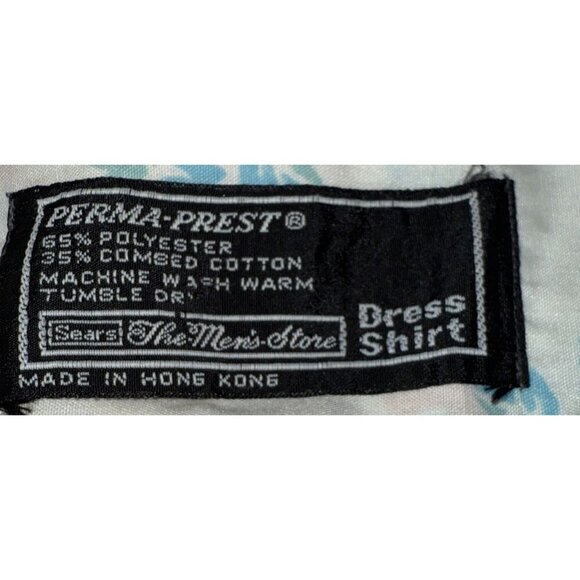 PERMA-PREST®
65% POLYESTER
35% COMBED COTTON
MACHINE WASH WARM
TUMBLE DRY
Sears The Men's Store
Dress
Shirt
MADE IN HONG KONG